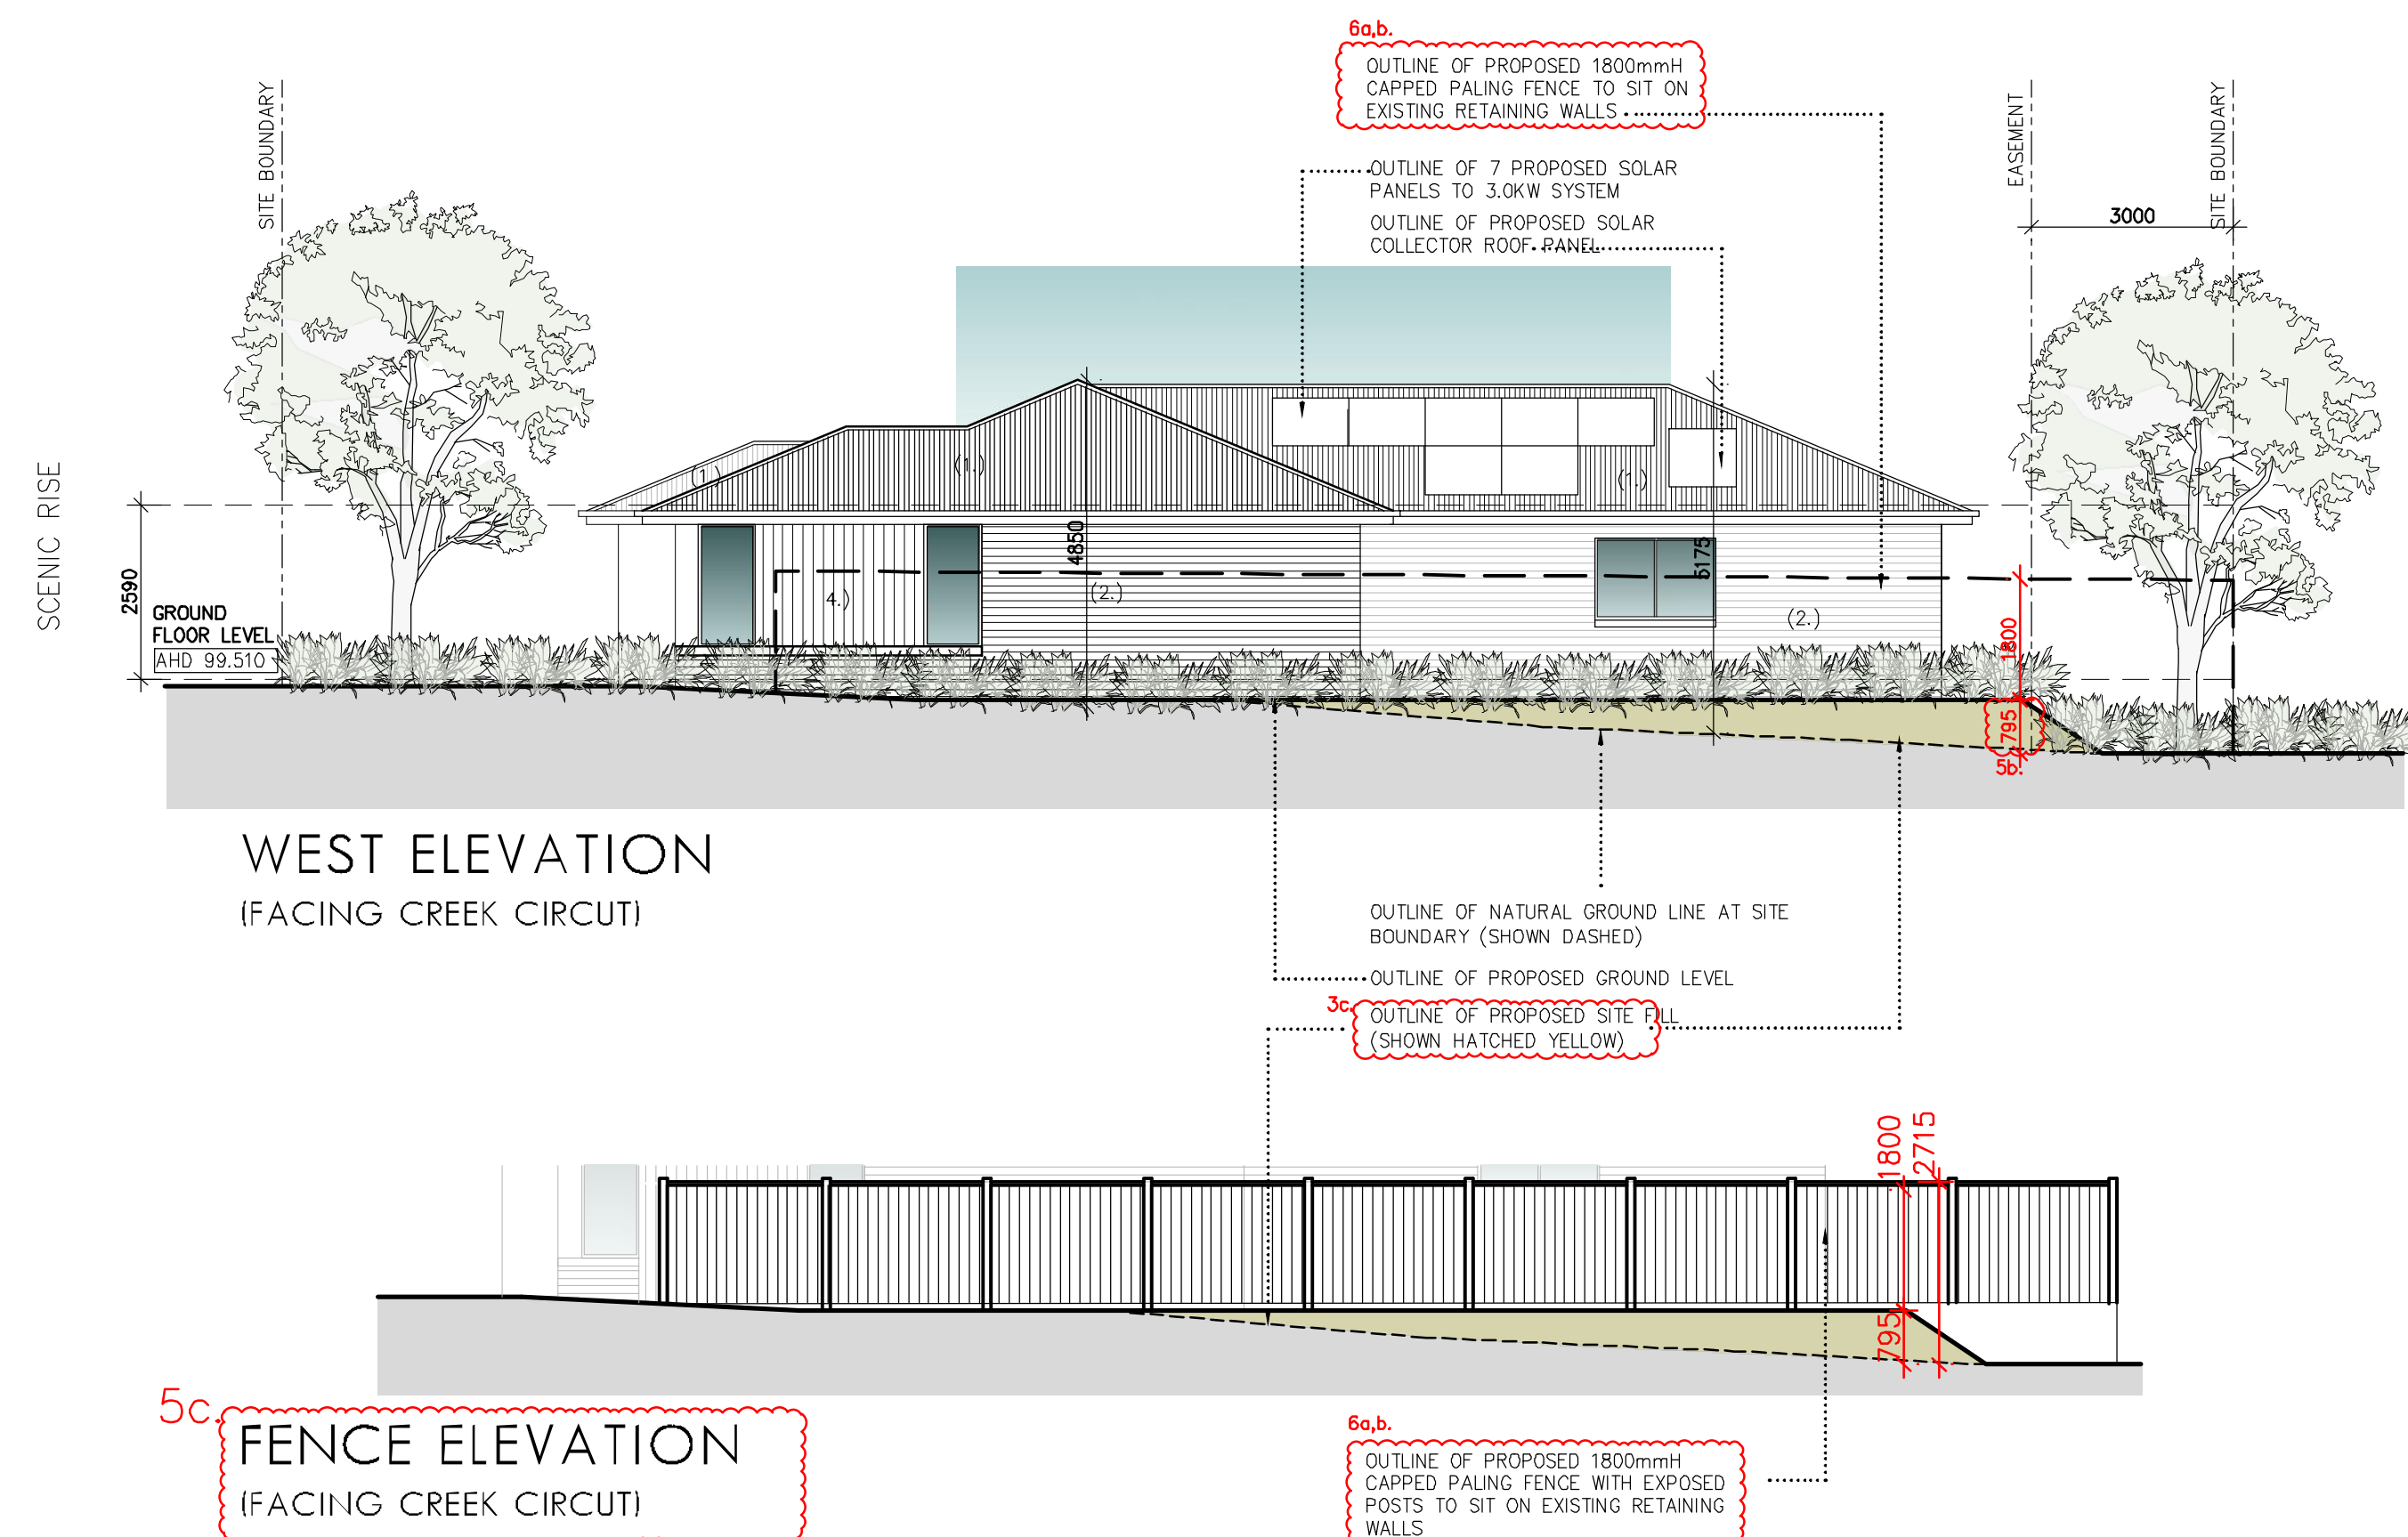 6a,b.
OUTLINE OF PROPOSED 1800mmH
CAPPED PALING FENCE TO SIT ON
EXISTING RETAINING WALLS
SITE BOUNDARY
EASEMENT
SITE BOUNDARY
OUTLINE OF 7 PROPOSED SOLAR
PANELS TO 3.0KW SYSTEM
OUTLINE OF PROPOSED SOLAR
COLLECTOR ROOF PANEL
3000
SCENIC RISE
2590
GROUND
FLOOR LEVEL
AHD 99.510
(1.)
(1.)
(1.)
4850
5175
4.)
(2.)
(2.)
1800
795
5b.
WEST ELEVATION
(FACING CREEK CIRCUT)
OUTLINE OF NATURAL GROUND LINE AT SITE
BOUNDARY (SHOWN DASHED)
OUTLINE OF PROPOSED GROUND LEVEL
3c.
OUTLINE OF PROPOSED SITE FILL
(SHOWN HATCHED YELLOW)
1800
2715
795
5c.
FENCE ELEVATION
(FACING CREEK CIRCUT)
6a,b.
OUTLINE OF PROPOSED 1800mmH
CAPPED PALING FENCE WITH EXPOSED
POSTS TO SIT ON EXISTING RETAINING
WALLS